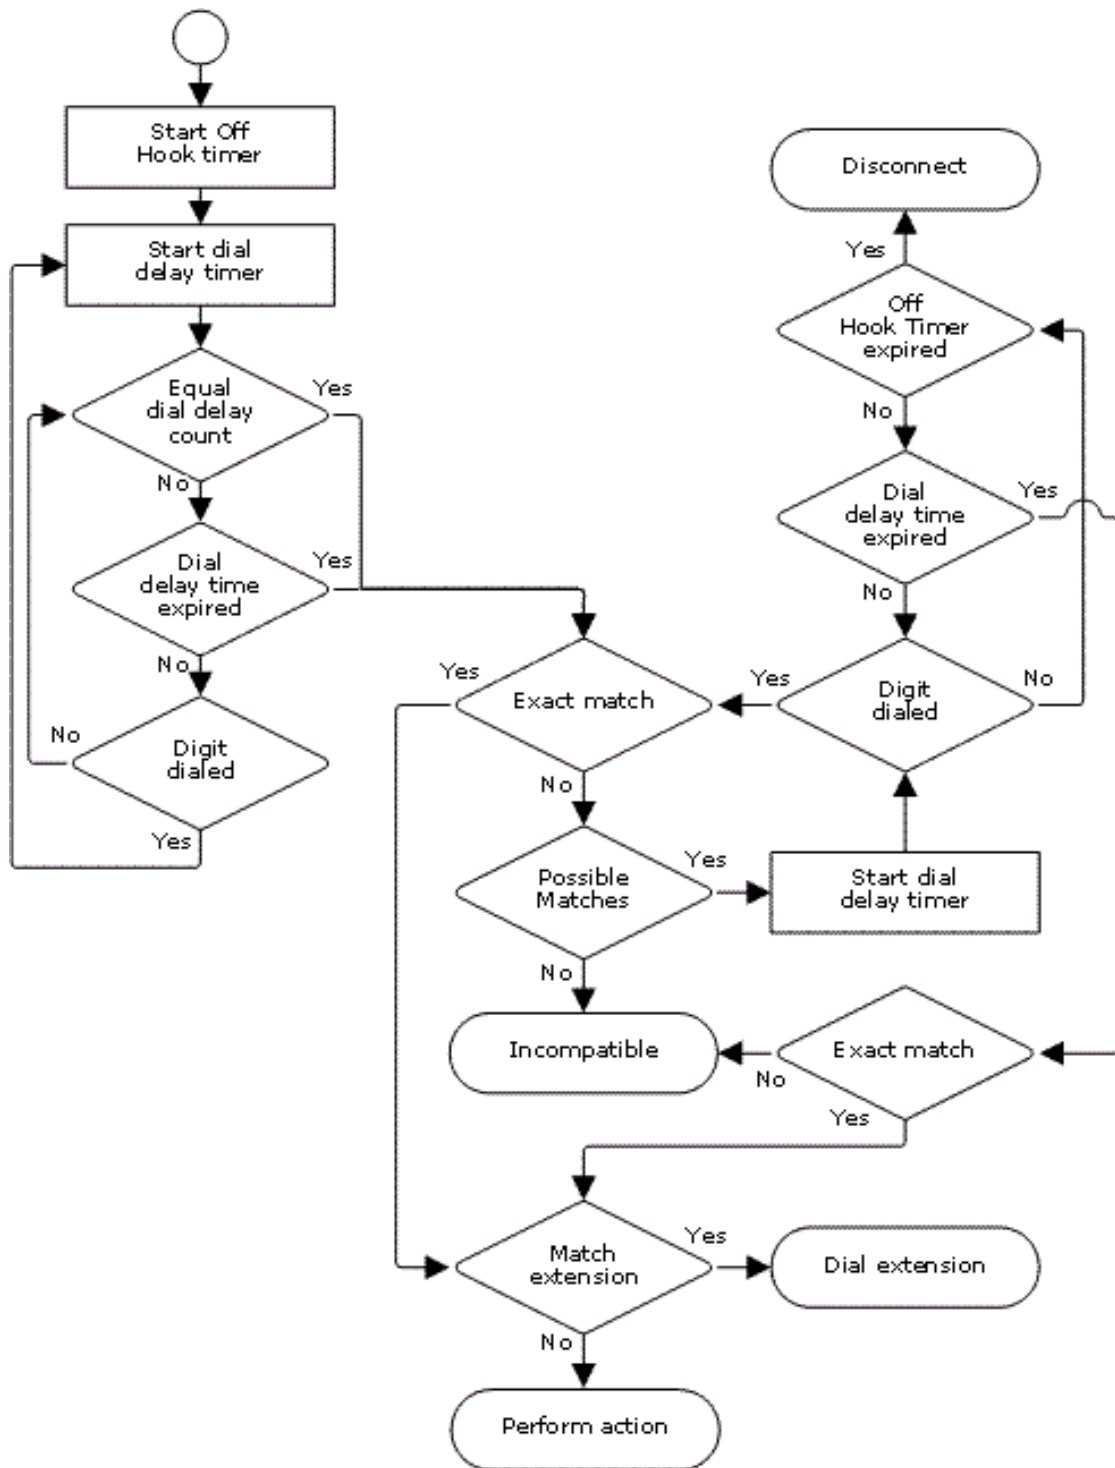 Start Off
Hook timer
Start dial
delay timer
Equal
dial delay
count
Yes
No
Dial
delay time
expired
Yes
No
Digit
dialed
No
Yes
Disconnect
Yes
Off
Hook Timer
expired
No
Dial
delay time
expired
Yes
No
Digit
dialed
Yes
No
Exact match
Yes
No
Possible
Matches
Yes
No
Start dial
delay timer
Incompatible
Exact match
No
Yes
Match
extension
Yes
No
Dial extension
Perform action